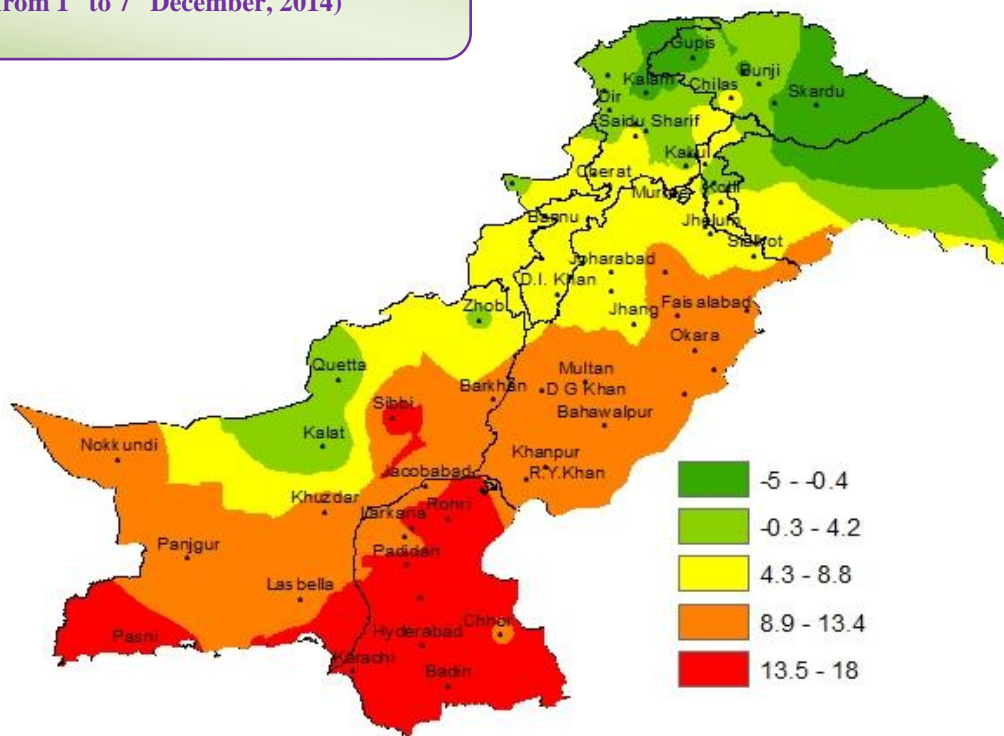 from 1 to 7 December, 2014)
Gupis
Kalam
Chilas
Bunji
Skardu
Dir
Saidu Sharif
Kakul
Cherat
Kotli
Bannu
Jhelum
Sialkot
Joharabad
D.I. Khan
Zhob
Jhang
Faisalabad
Okara
Quetta
Multan
Barkhan
D G Khan
Sibbi
Bahawalpur
Kalat
Nokkundi
Khanpur
Jacobabad
R.Y.Khan
Khuzdar
Rohri
Larkana
Panjgur
Padidan
Lasbella
Chhor
Pasni
Hyderabad
Karachi
Badin
-5 - -0.4
-0.3 - 4.2
4.3 - 8.8
8.9 - 13.4
13.5 - 18